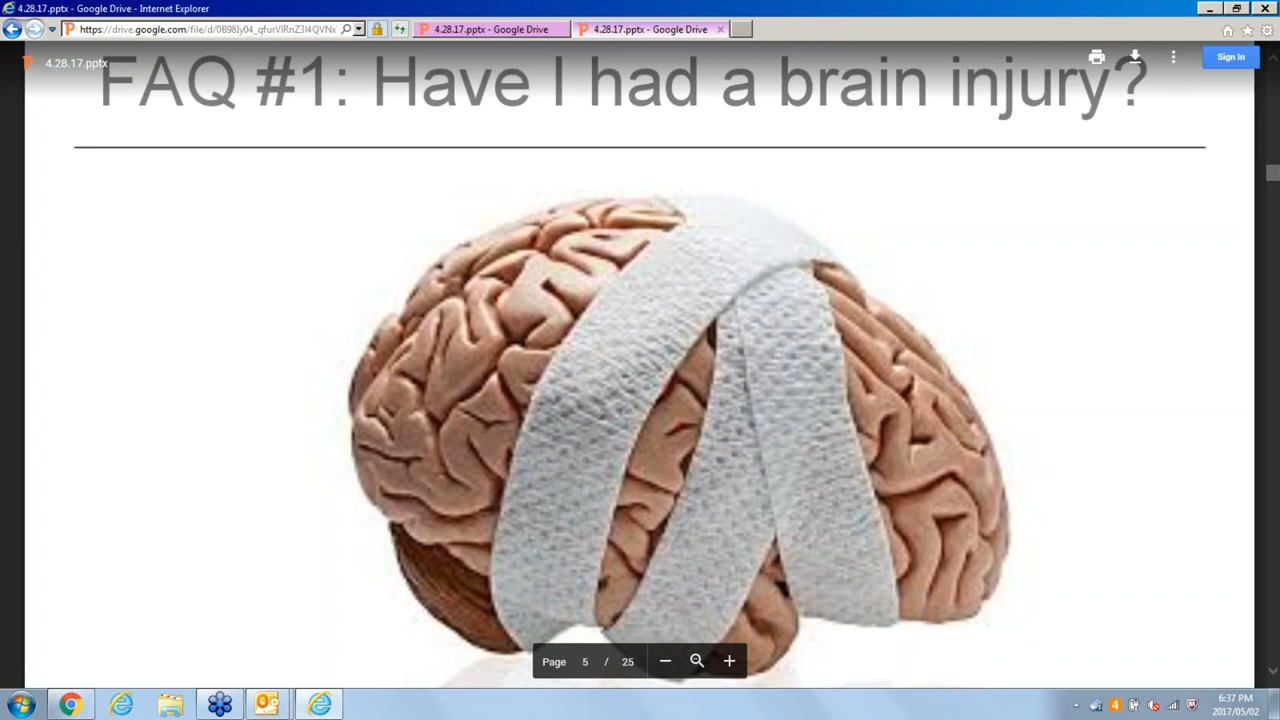 4.28.17.pptx - Google Drive - Internet Explorer
4.28.17.pptx - Google Drive
4.28.17.pptx - Google Drive
4.28.17.pptx
Sign In
FAQ #1: Have I had a brain injury?
Page 5 / 25
4
6:37 PM
2017/05/02